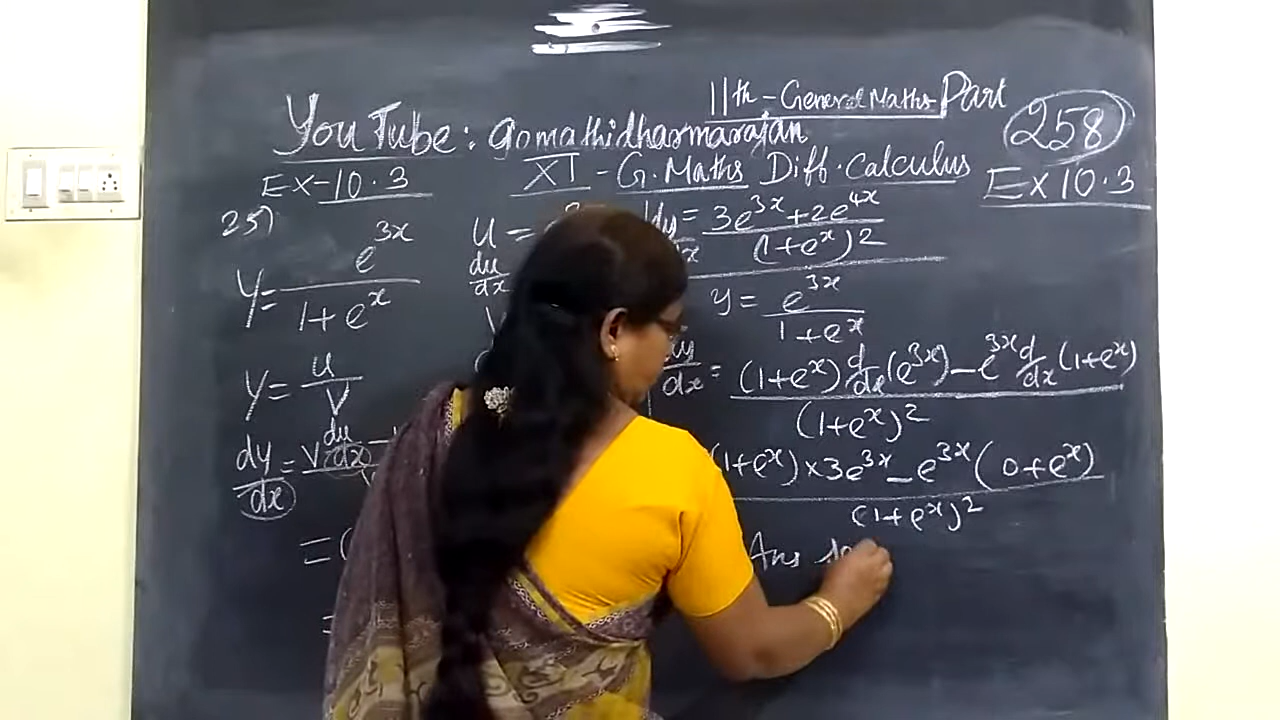 11th - General Maths Part
258
YouTube : gomathidharmarajan
EX - 10.3
XI - G. Maths Diff. Calculus
Ex 10.3
25)
y = e^{3x} / 1 + e^x
y = u / v
dy/dx = v du/dx -
= (
=
u =
du/dx
dy/dx = 3e^{3x} + 2e^{4x} / (1 + e^x)^2
y = e^{3x} / 1 + e^x
dy/dx = (1 + e^x) d/dx (e^{3x}) - e^{3x} d/dx (1 + e^x) / (1 + e^x)^2
(1 + e^x) × 3e^{3x} - e^{3x} (0 + e^x) / (1 + e^x)^2
Ans